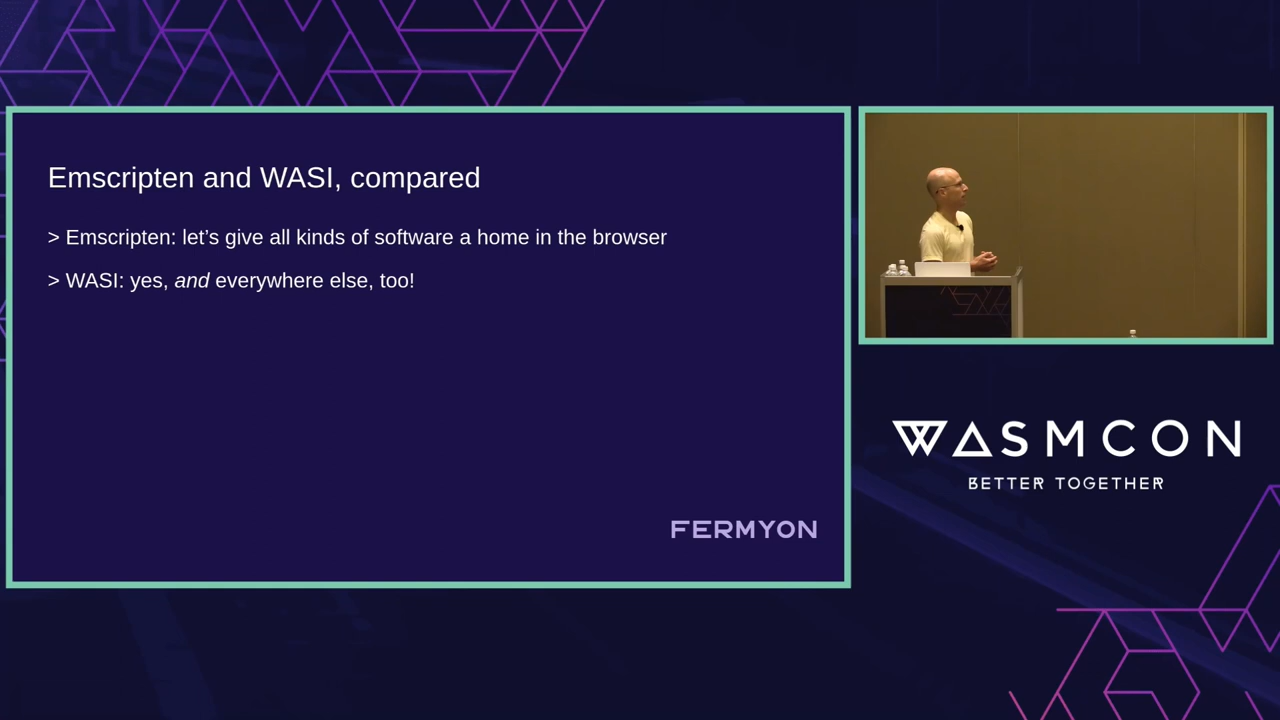 Emscripten and WASI, compared
> Emscripten: let’s give all kinds of software a home in the browser
> WASI: yes, and everywhere else, too!
FERMYON
WASMCON
BETTER TOGETHER